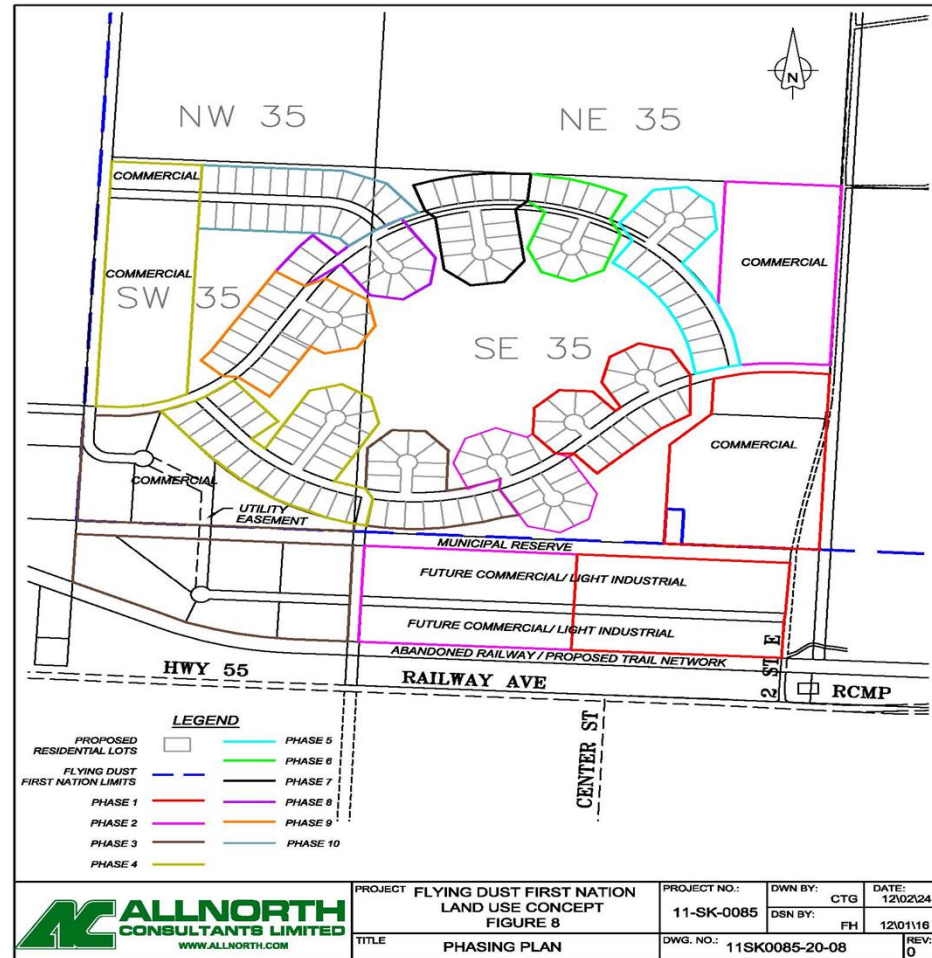 N
NW 35
NE 35
COMMERCIAL
COMMERCIAL
COMMERCIAL
SW 35
SE 35
COMMERCIAL
COMMERCIAL
UTILITY
EASEMENT
MUNICIPAL RESERVE
FUTURE COMMERCIAL/ LIGHT INDUSTRIAL
FUTURE COMMERCIAL/ LIGHT INDUSTRIAL
ABANDONED RAILWAY / PROPOSED TRAIL NETWORK
HWY 55
RAILWAY AVE
2 ST E
RCMP
CENTER ST
LEGEND
PROPOSED
RESIDENTIAL LOTS
FLYING DUST
FIRST NATION LIMITS
PHASE 1
PHASE 2
PHASE 3
PHASE 4
PHASE 5
PHASE 6
PHASE 7
PHASE 8
PHASE 9
PHASE 10
AC ALLNORTH
CONSULTANTS LIMITED
WWW.ALLNORTH.COM
PROJECT FLYING DUST FIRST NATION
LAND USE CONCEPT
FIGURE 8
TITLE PHASING PLAN
PROJECT NO.:
11-SK-0085
DWN BY:
CTG
DATE:
12\02\24
DSN BY:
FH
12\01\16
DWG. NO.: 11SK0085-20-08
REV:
0